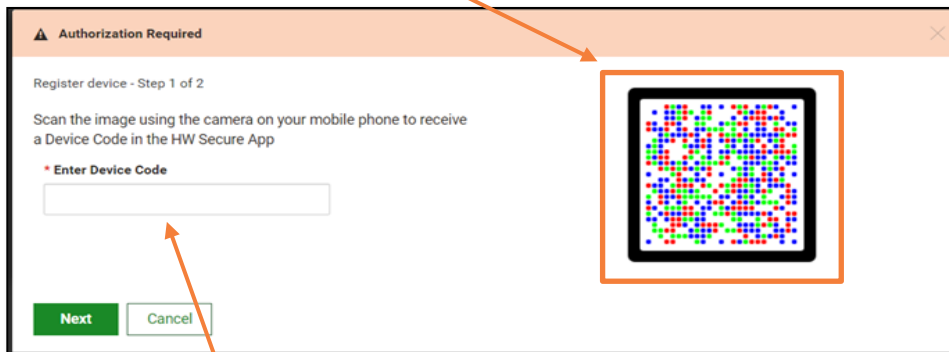 Authorization Required
Register device - Step 1 of 2
Scan the image using the camera on your mobile phone to receive
a Device Code in the HW Secure App
* Enter Device Code
Next
Cancel